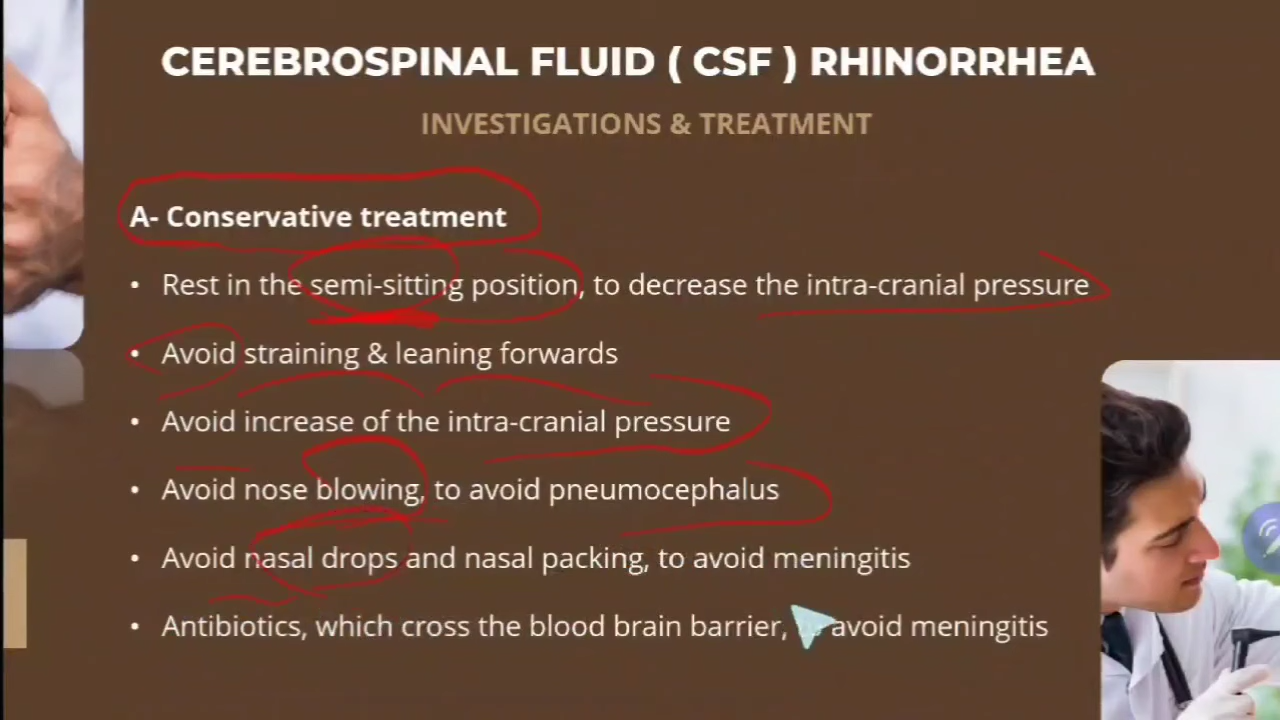 CEREBROSPINAL FLUID ( CSF ) RHINORRHEA
INVESTIGATIONS & TREATMENT
A- Conservative treatment
• Rest in the semi-sitting position, to decrease the intra-cranial pressure
• Avoid straining & leaning forwards
• Avoid increase of the intra-cranial pressure
• Avoid nose blowing, to avoid pneumocephalus
• Avoid nasal drops and nasal packing, to avoid meningitis
• Antibiotics, which cross the blood brain barrier, avoid meningitis